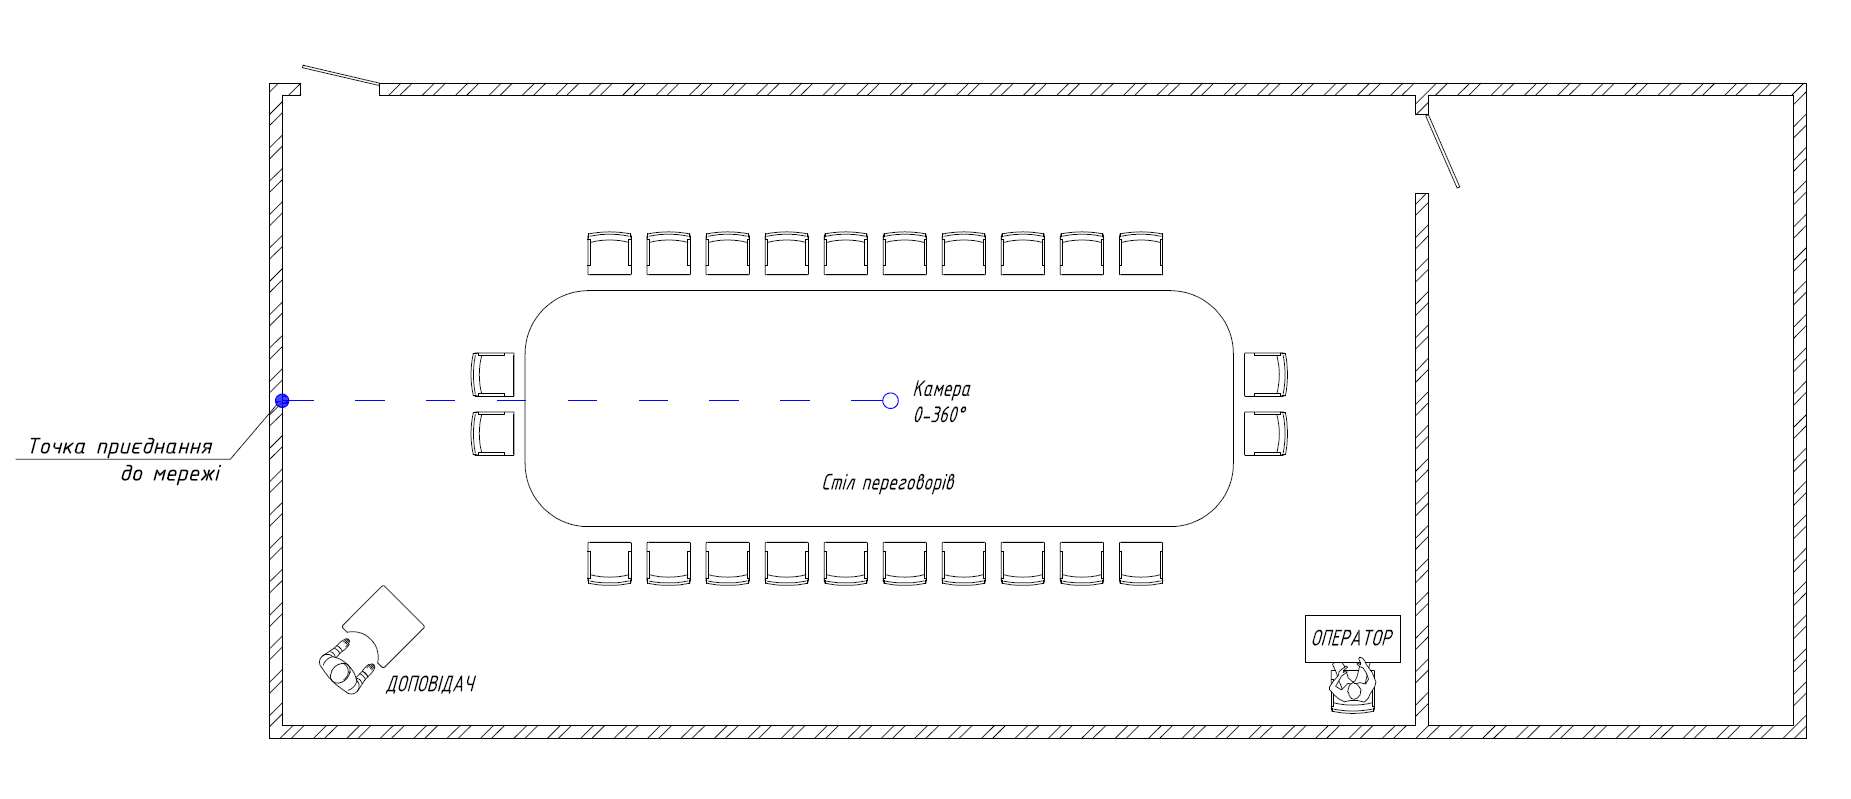 Камера
0-360°
Точка приєднання
до мережі
Стіл переговорів
ОПЕРАТОР
ДОПОВІДАЧ